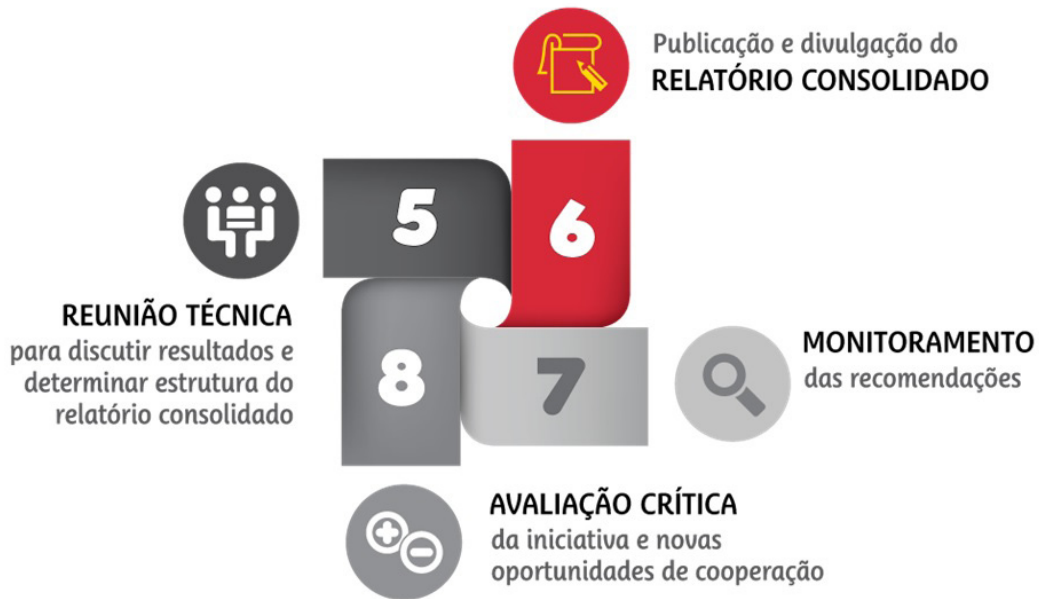 Publicação e divulgação do
RELATÓRIO CONSOLIDADO
5
6
REUNIÃO TÉCNICA
para discutir resultados e
determinar estrutura do
relatório consolidado
8
7
MONITORAMENTO
das recomendações
AVALIAÇÃO CRÍTICA
da iniciativa e novas
oportunidades de cooperação